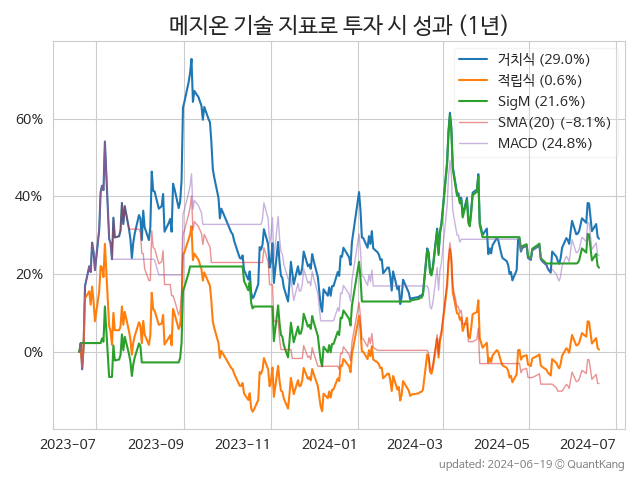 메지온 기술 지표로 투자 시 성과 (1년)
거치식 (29.0%)
적립식 (0.6%)
SigM (21.6%)
SMA(20) (−8.1%)
MACD (24.8%)
60%
40%
20%
0%
2023−07 2023−09 2023−11 2024−01 2024−03 2024−05 2024−07
updated: 2024-06-19 © QuantKang